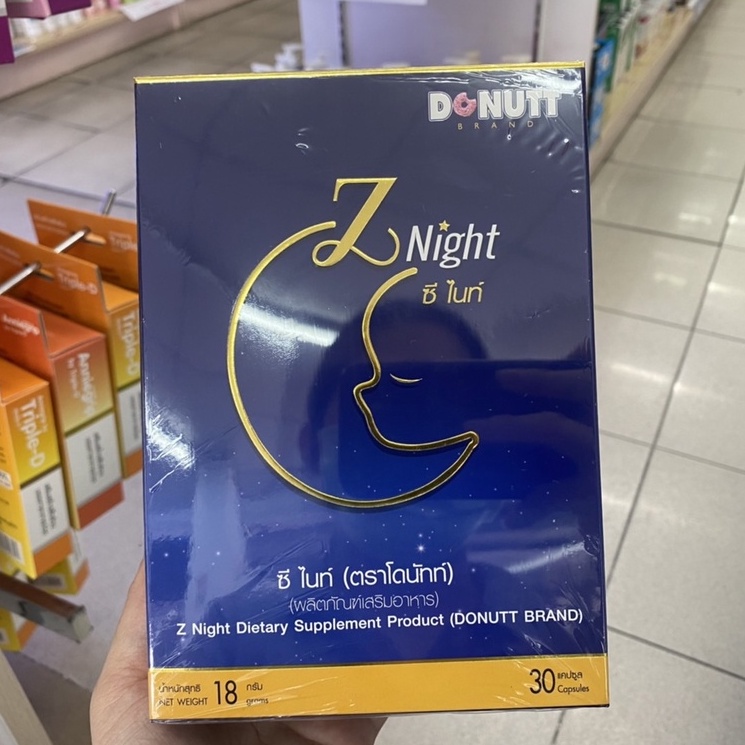 DONUTT
BRAND
Z Night
ซี ไนท์
Triple-D
Triple-D
Triple-D
ซี ไนท์ (ตราโดนัทท์)
(ผลิตภัณฑ์เสริมอาหาร)
Z Night Dietary Supplement Product (DONUTT BRAND)
น้ำหนักสุทธิ 18 กรัม
NET WEIGHT grams
30 แคปซูล
Capsules